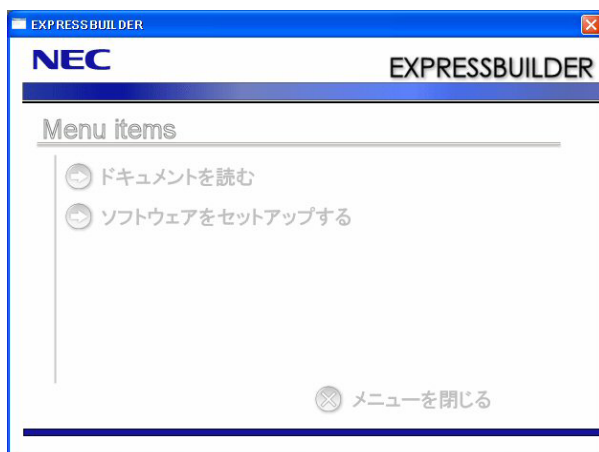 EXPRESSBUILDER
NEC
EXPRESSBUILDER
Menu items
ドキュメントを読む
ソフトウェアをセットアップする
メニューを閉じる